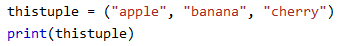 thistuple = ("apple", "banana", "cherry")
print(thistuple)